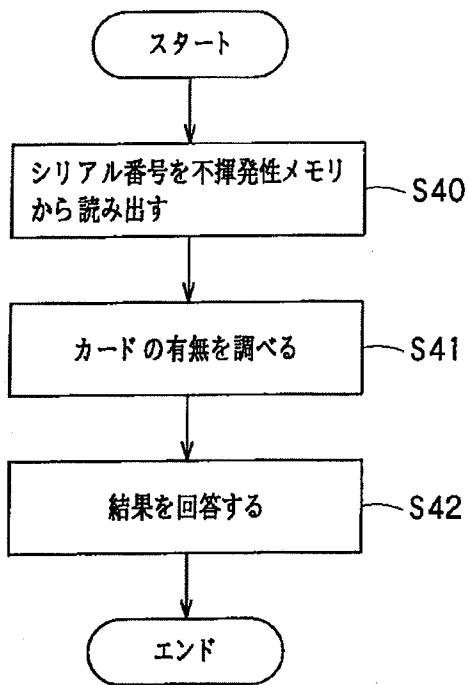 スタート
シリアル番号を不揮発性メモリ
から読み出す
S40
カードの有無を調べる
S41
結果を回答する
S42
エンド